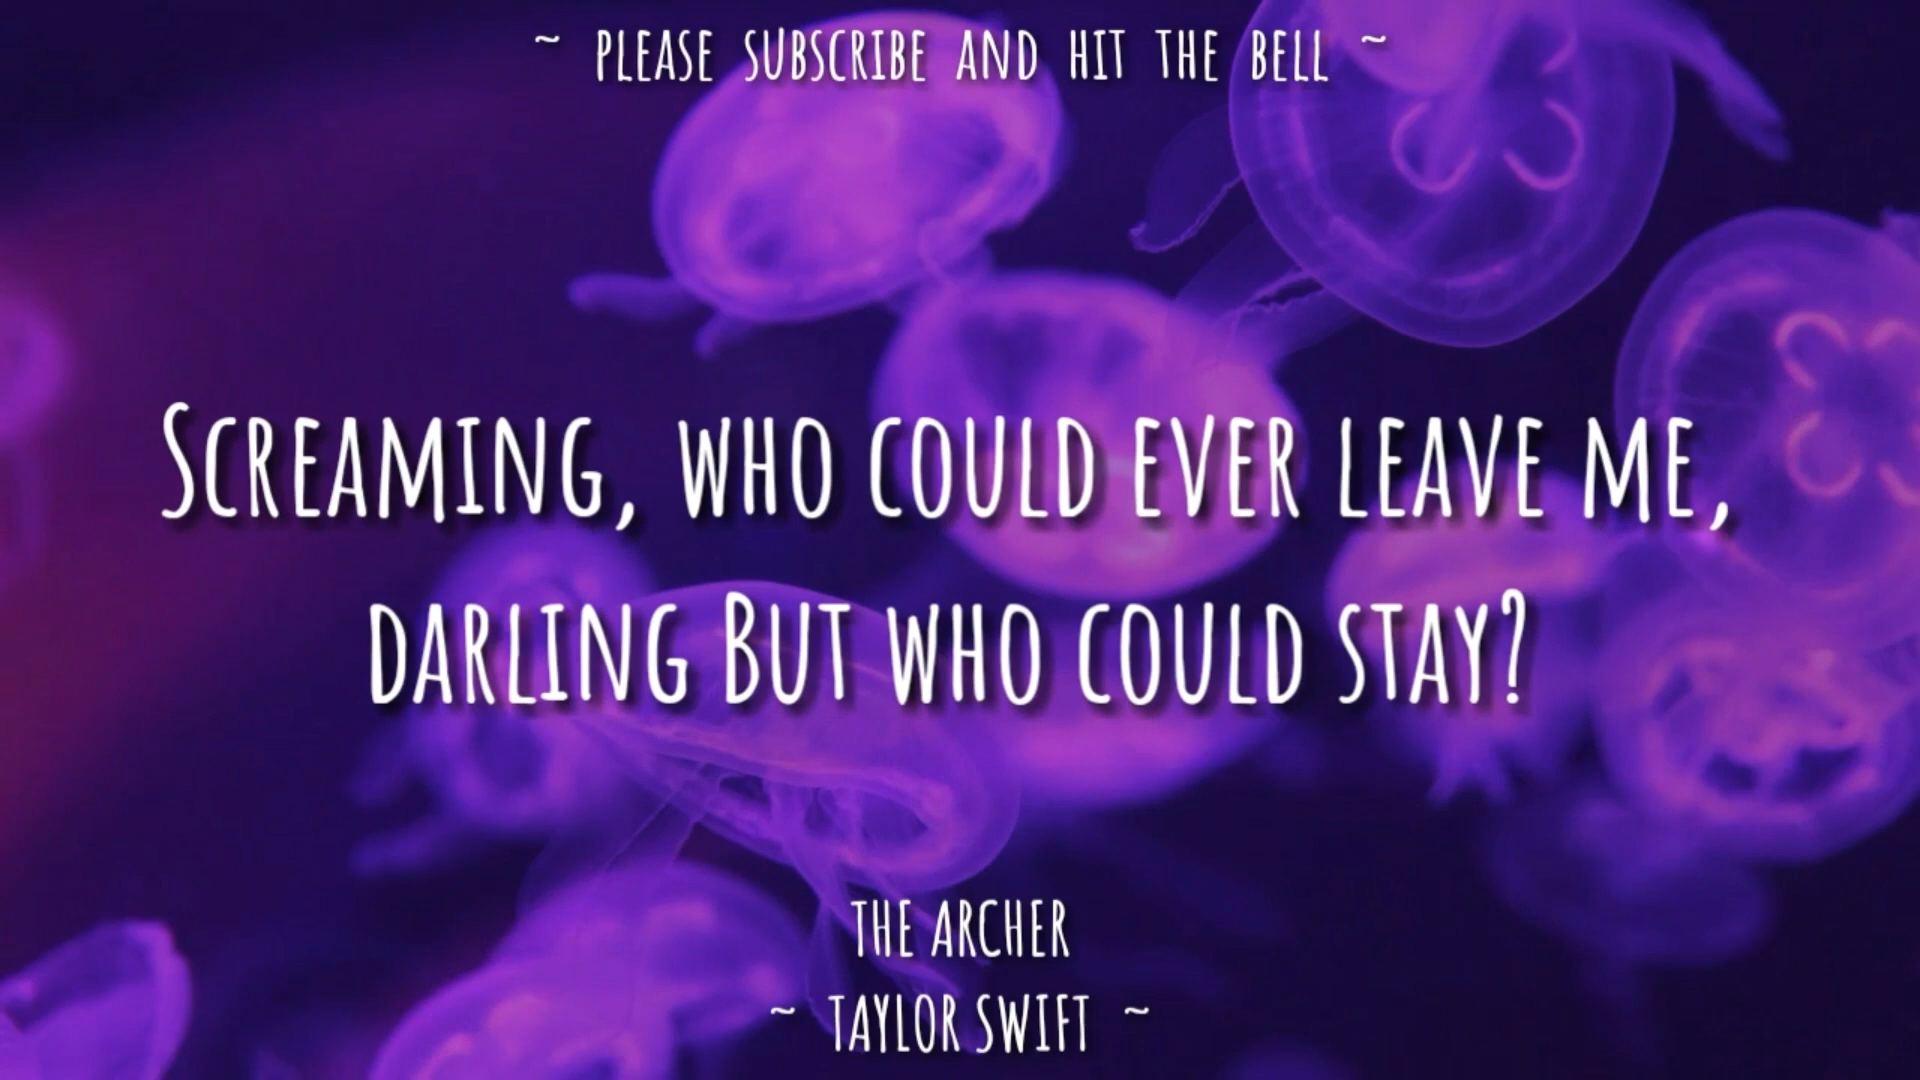 ~ PLEASE SUBSCRIBE AND HIT THE BELL ~
SCREAMING, WHO COULD EVER LEAVE ME,
DARLING BUT WHO COULD STAY?
THE ARCHER
~ TAYLOR SWIFT ~